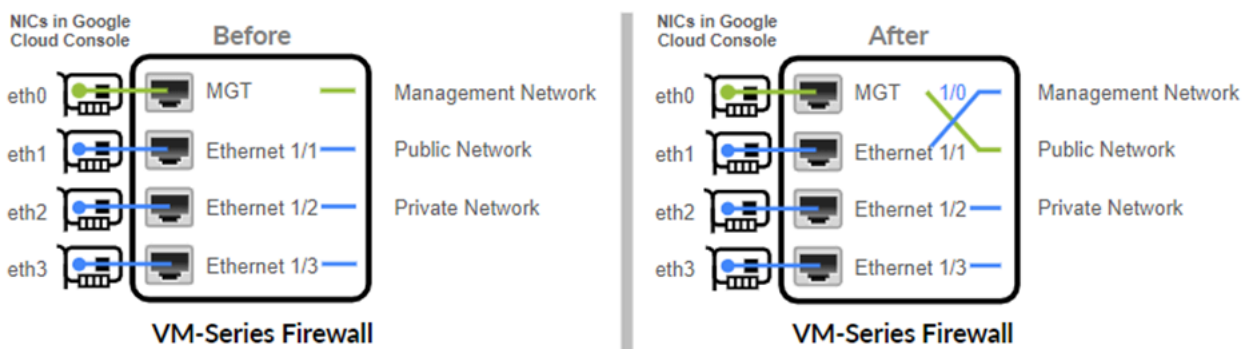 NICs in Google
Cloud Console
Before
eth0
MGT
Management Network
eth1
Ethernet 1/1
Public Network
eth2
Ethernet 1/2
Private Network
eth3
Ethernet 1/3
VM-Series Firewall
NICs in Google
Cloud Console
After
eth0
MGT
1/0
Management Network
eth1
Ethernet 1/1
Public Network
eth2
Ethernet 1/2
Private Network
eth3
Ethernet 1/3
VM-Series Firewall